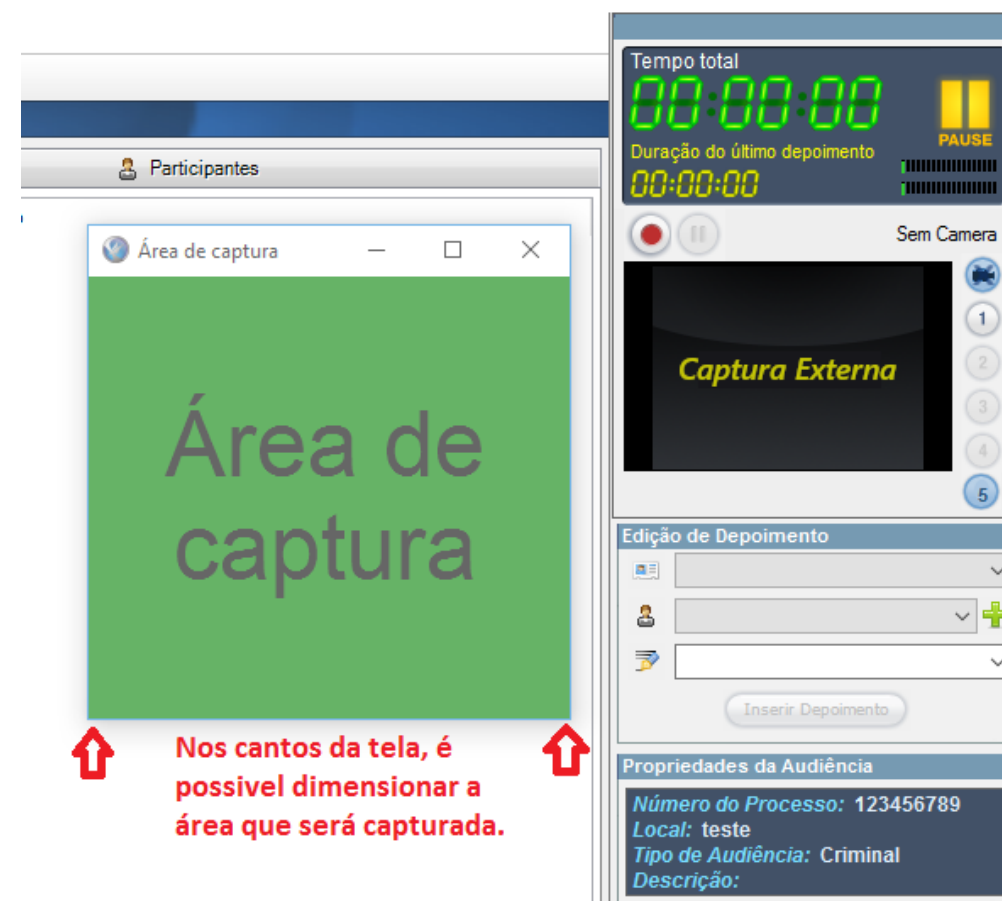 Tempo total
00:00:00
PAUSE
Duração do último depoimento
00:00:00
Participantes
Sem Camera
Área de captura
Captura Externa
1
2
3
4
5
Área de
captura
Edição de Depoimento
Inserir Depoimento
Nos cantos da tela, é
possivel dimensionar a
área que será capturada.
Propriedades da Audiência
Número do Processo: 123456789
Local: teste
Tipo de Audiência: Criminal
Descrição: